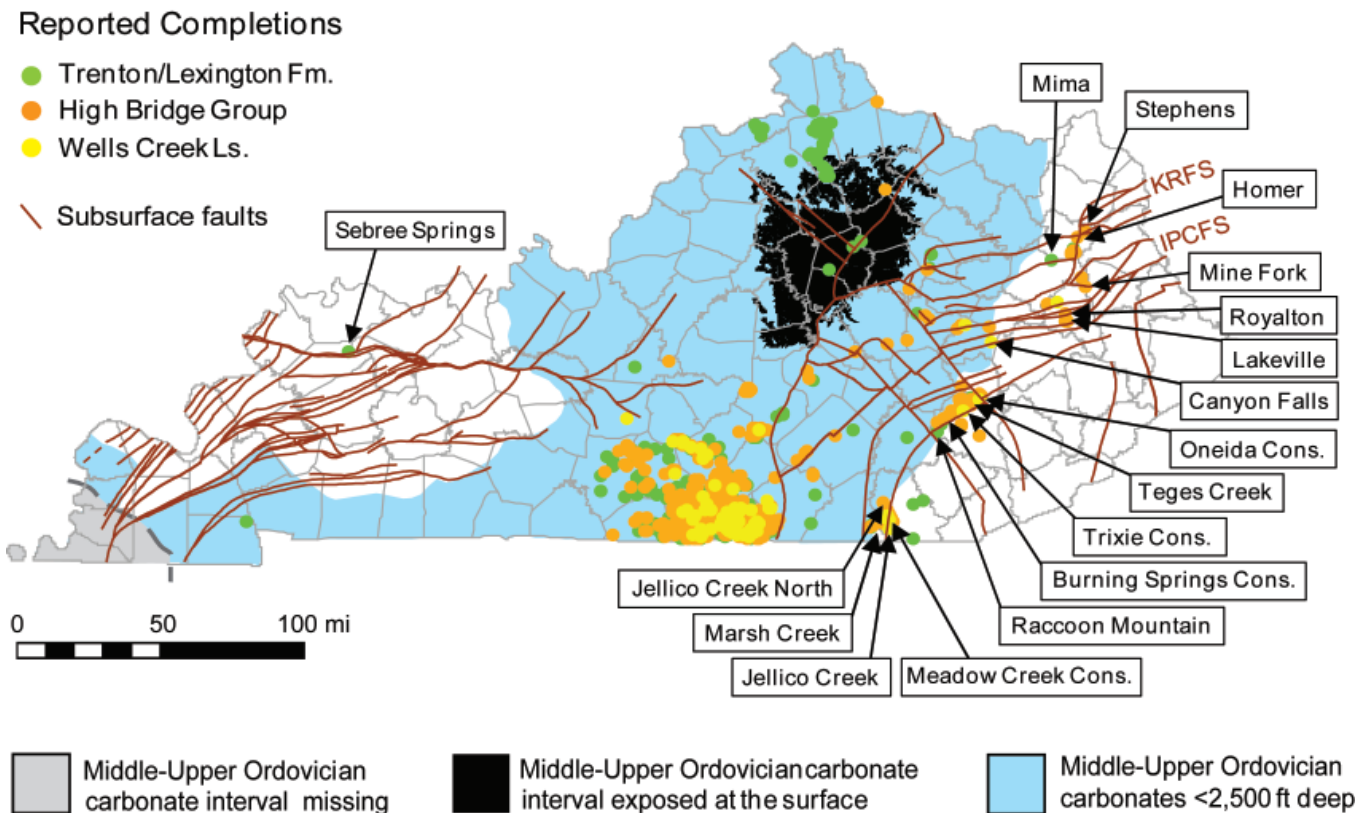 Reported Completions
Trenton/Lexington Fm.
High Bridge Group
Wells Creek Ls.
Subsurface faults
Sebree Springs
Mima
Stephens
KRFS
Homer
IPCFS
Mine Fork
Royalton
Lakeville
Canyon Falls
Oneida Cons.
Teges Creek
Trixie Cons.
Burning Springs Cons.
Raccoon Mountain
Jellico Creek North
Marsh Creek
Jellico Creek
Meadow Creek Cons.
0 50 100 mi
Middle-Upper Ordovician
carbonate interval missing
Middle-Upper Ordovician carbonate
interval exposed at the surface
Middle-Upper Ordovician
carbonates <2,500 ft deep